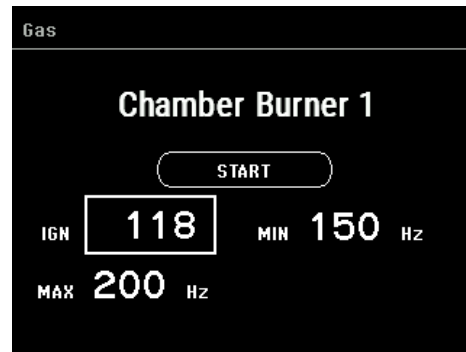 Gas
Chamber Burner 1
START
IGN 118 MIN 150 Hz
MAX 200 Hz